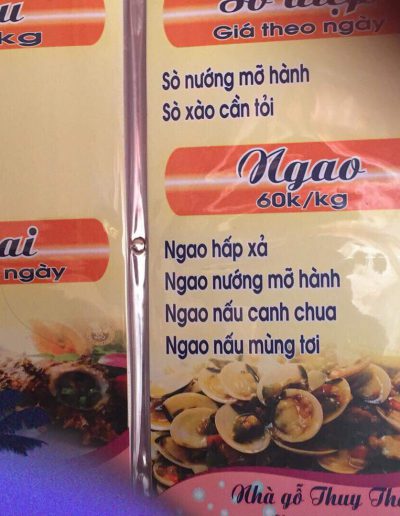 kg
ai
ngày
Giá theo ngày
Sò nướng mỡ hành
Sò xào cần tỏi
Ngao
60k/kg
Ngao hấp xả
Ngao nướng mỡ hành
Ngao nấu canh chua
Ngao nấu mùng tơi
Nhà gỗ Thuy